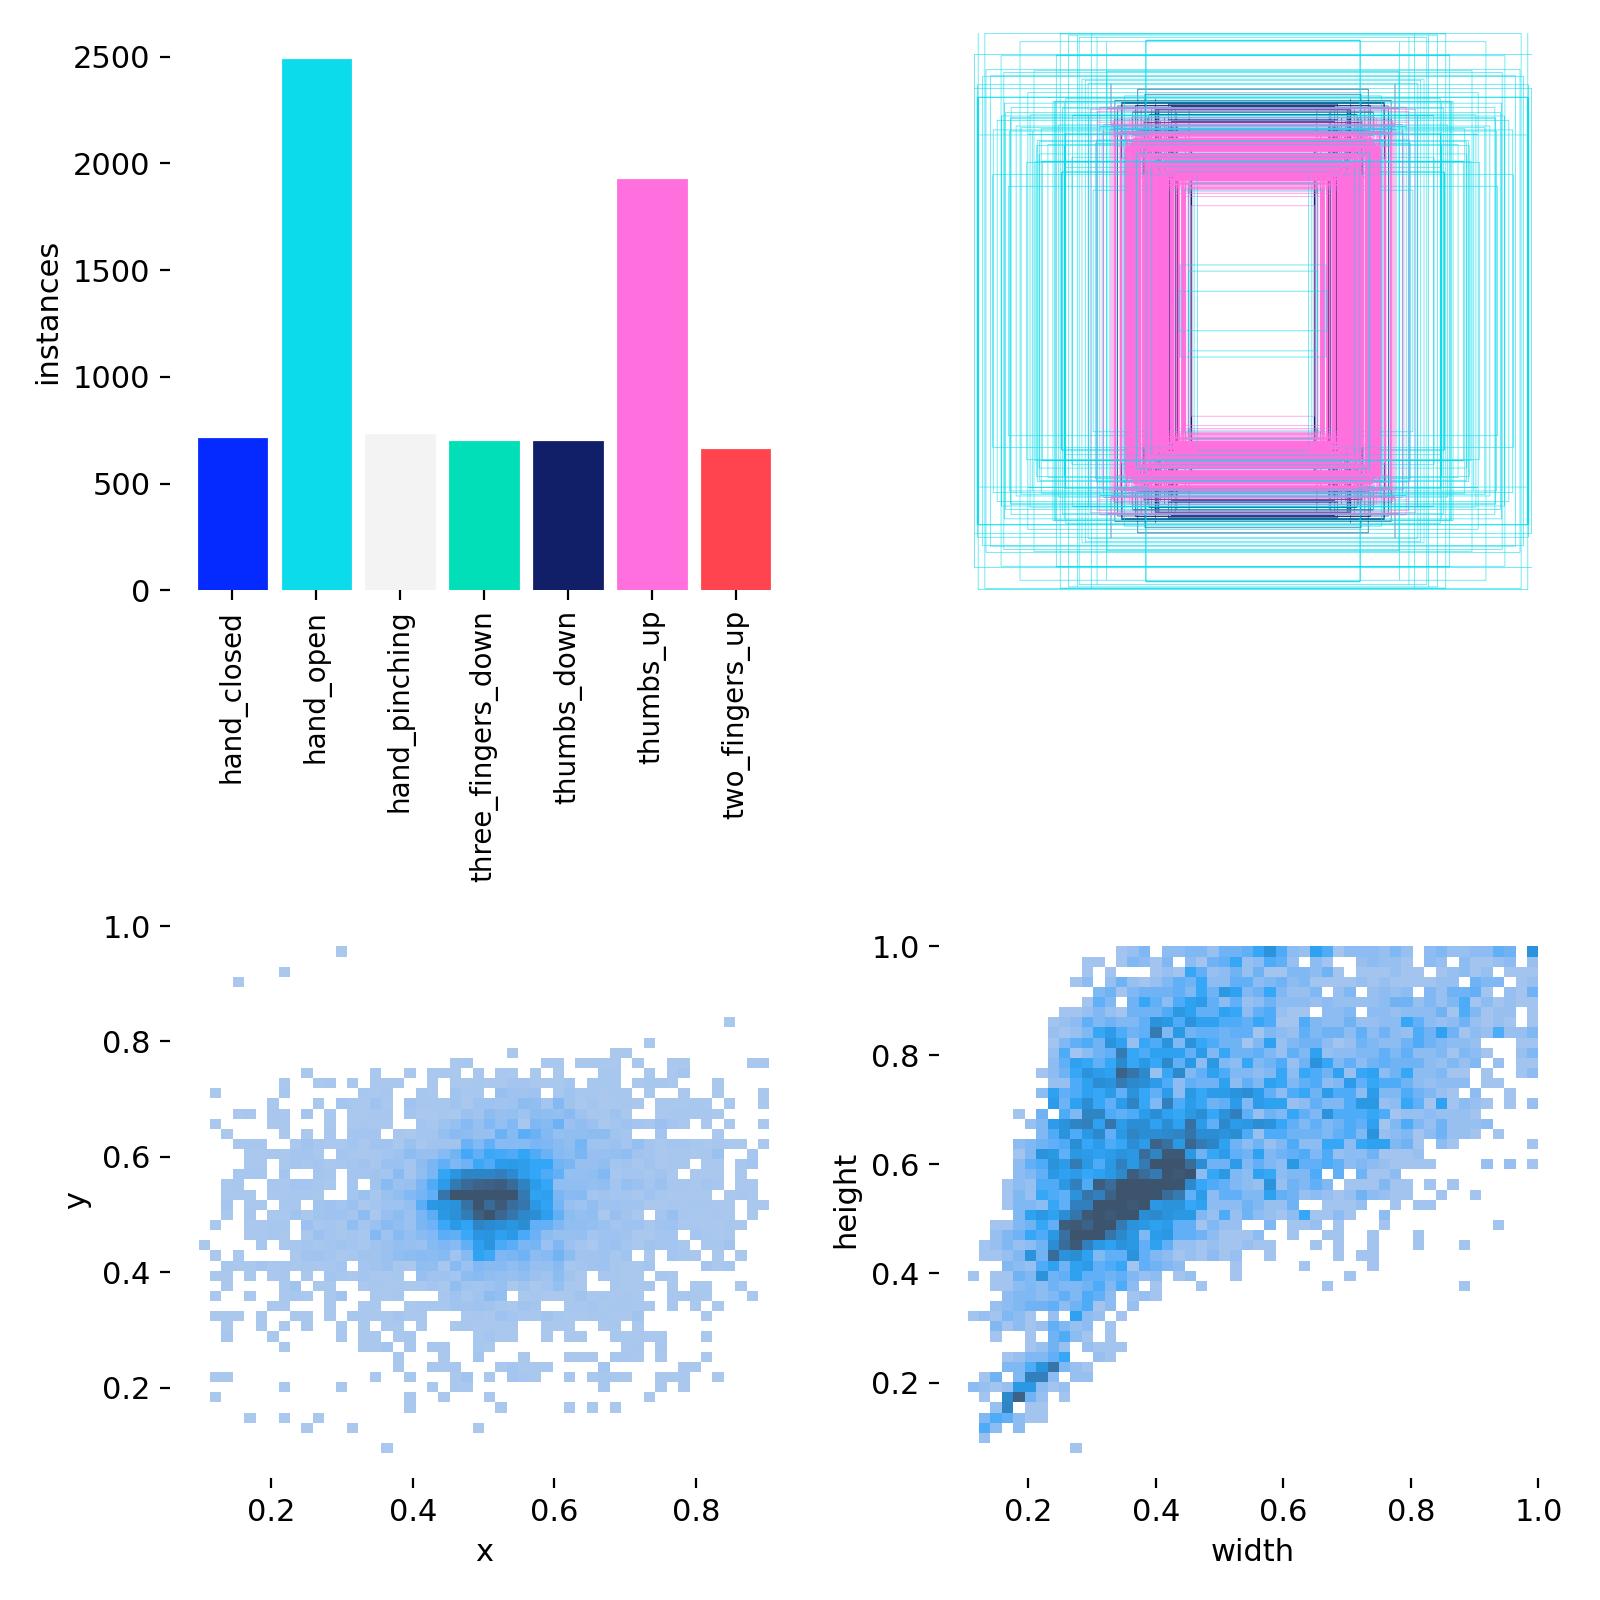 2500
2000
1500
1000
500
0
instances
hand_closed
hand_open
hand_pinching
three_fingers_down
thumbs_down
thumbs_up
two_fingers_up
1.0
0.8
0.6
0.4
0.2
y
0.2 0.4 0.6 0.8
x
1.0
0.8
0.6
0.4
0.2
height
0.2 0.4 0.6 0.8 1.0
width